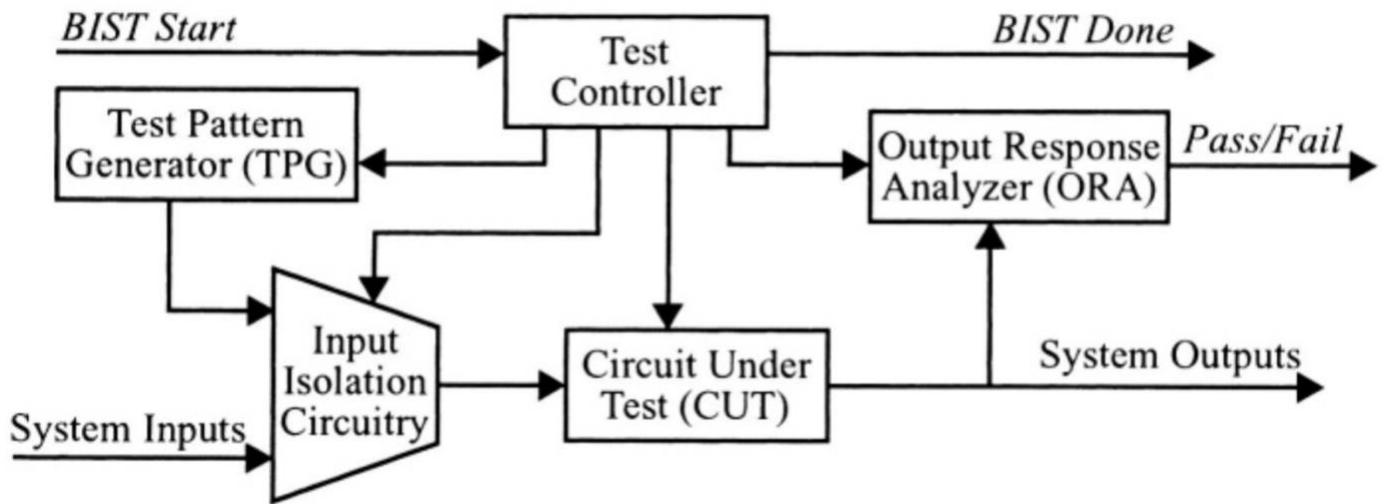 BIST Start
Test
Controller
BIST Done
Test Pattern
Generator (TPG)
Output Response
Analyzer (ORA)
Pass/Fail
Input
Isolation
Circuitry
Circuit Under
Test (CUT)
System Outputs
System Inputs